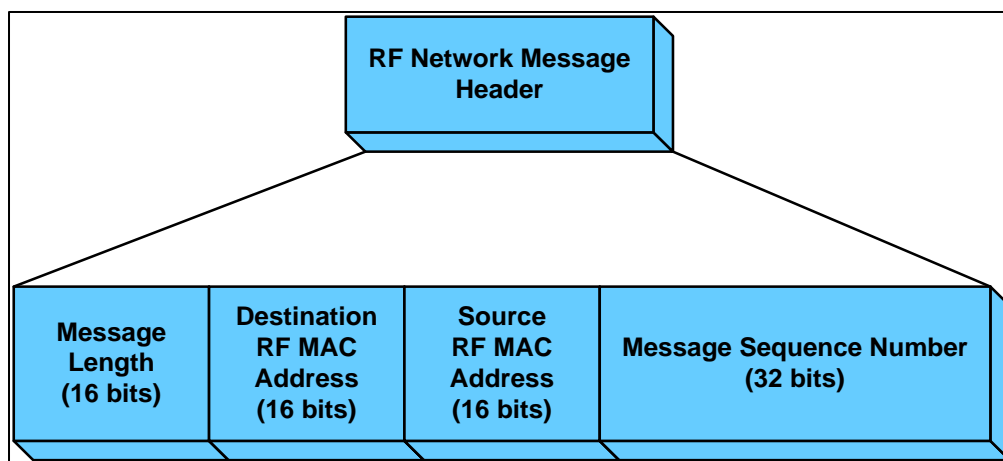 RF Network Message
Header
Message
Length
(16 bits)
Destination
RF MAC
Address
(16 bits)
Source
RF MAC
Address
(16 bits)
Message Sequence Number
(32 bits)